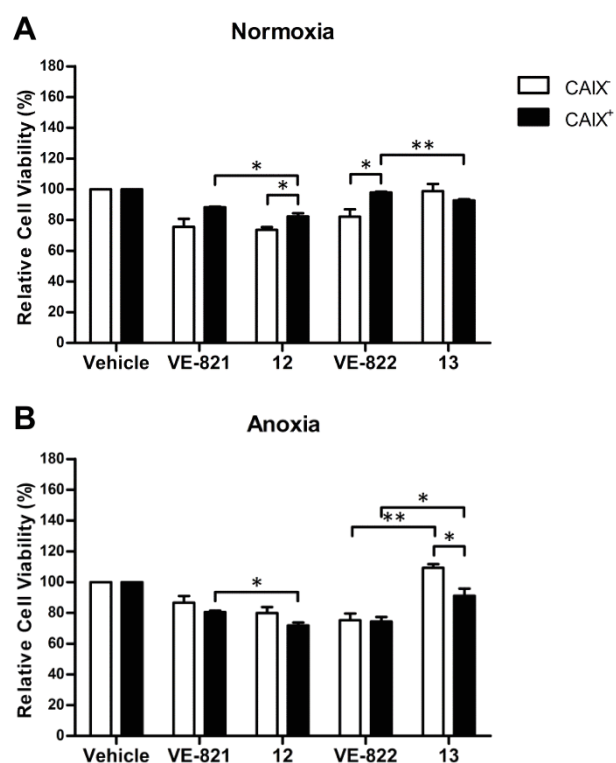 A
Normoxia
Relative Cell Viability (%)
180
160
140
120
100
80
60
40
20
0
* * * **
Vehicle VE-821 12 VE-822 13
CAIX-
CAIX+
B
Anoxia
Relative Cell Viability (%)
180
160
140
120
100
80
60
40
20
0
* ** * *
Vehicle VE-821 12 VE-822 13